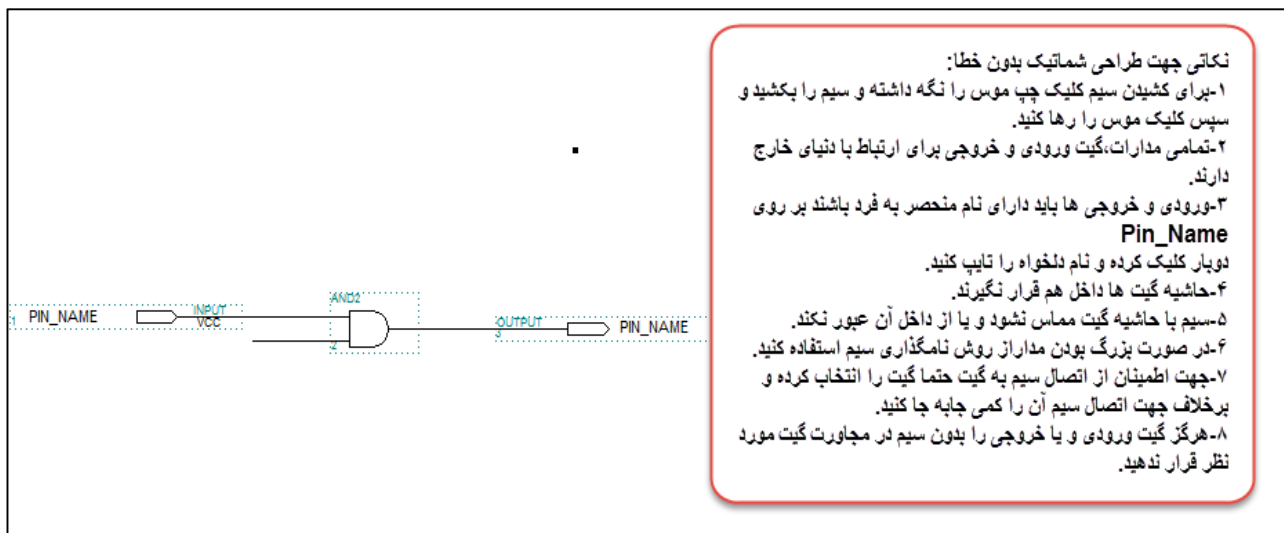 نکاتی جهت طراحی شماتیک بدون خطا:
۱-برای کشیدن سیم کلیک چپ موس را نگه داشته و سیم را بکشید و
سپس کلیک موس را رها کنید.
۲-تمامی مدارات،گیت ورودی و خروجی برای ارتباط با دنیای خارج
دارند.
۳-ورودی و خروجی ها باید دارای نام منحصر به فرد باشند بر روی
Pin_Name
دوبار کلیک کرده و نام دلخواه را تایپ کنید.
۴-حاشیه گیت ها داخل هم قرار نگیرند.
۵-سیم با حاشیه گیت مماس نشود و یا از داخل آن عبور نکند.
۶-در صورت بزرگ بودن مداراز روش نامگذاری سیم استفاده کنید.
۷-جهت اطمینان از اتصال سیم به گیت حتما گیت را انتخاب کرده و
برخلاف جهت اتصال سیم آن را کمی جابه جا کنید.
۸-هرگز گیت ورودی و یا خروجی را بدون سیم در مجاورت گیت مورد
نظر قرار ندهید.
AND2
PIN_NAME
INPUT
VCC
1
2
OUTPUT
3
PIN_NAME